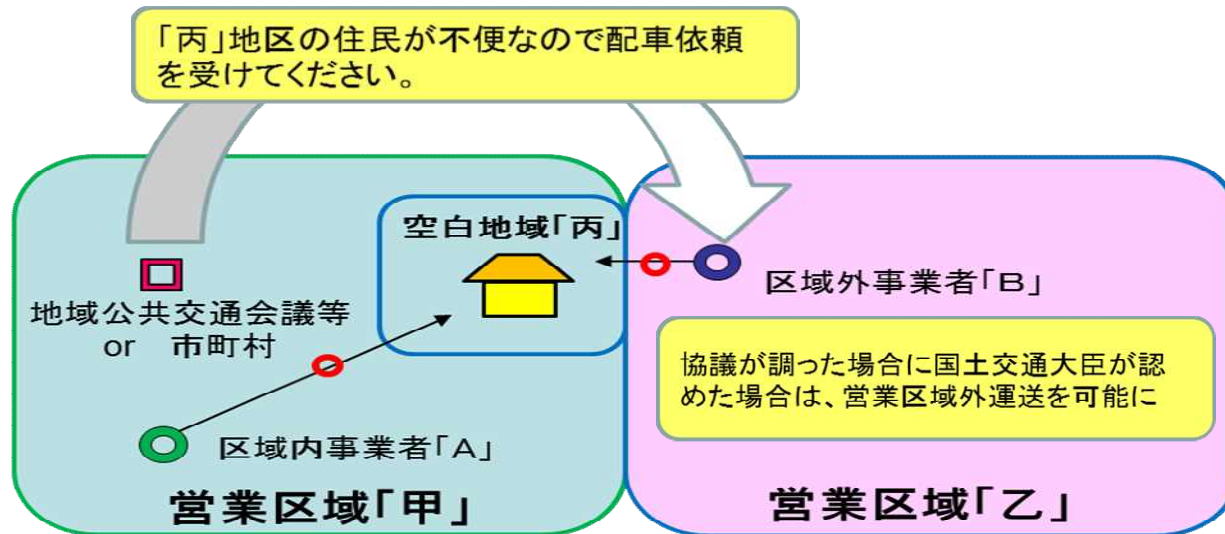 「丙」地区の住民が不便なので配車依頼
を受けてください。
空白地域「丙」
地域公共交通会議等
or 市町村
区域外事業者「B」
協議が調った場合に国土交通大臣が認
めた場合は、営業区域外運送を可能に
区域内事業者「A」
営業区域「甲」
営業区域「乙」